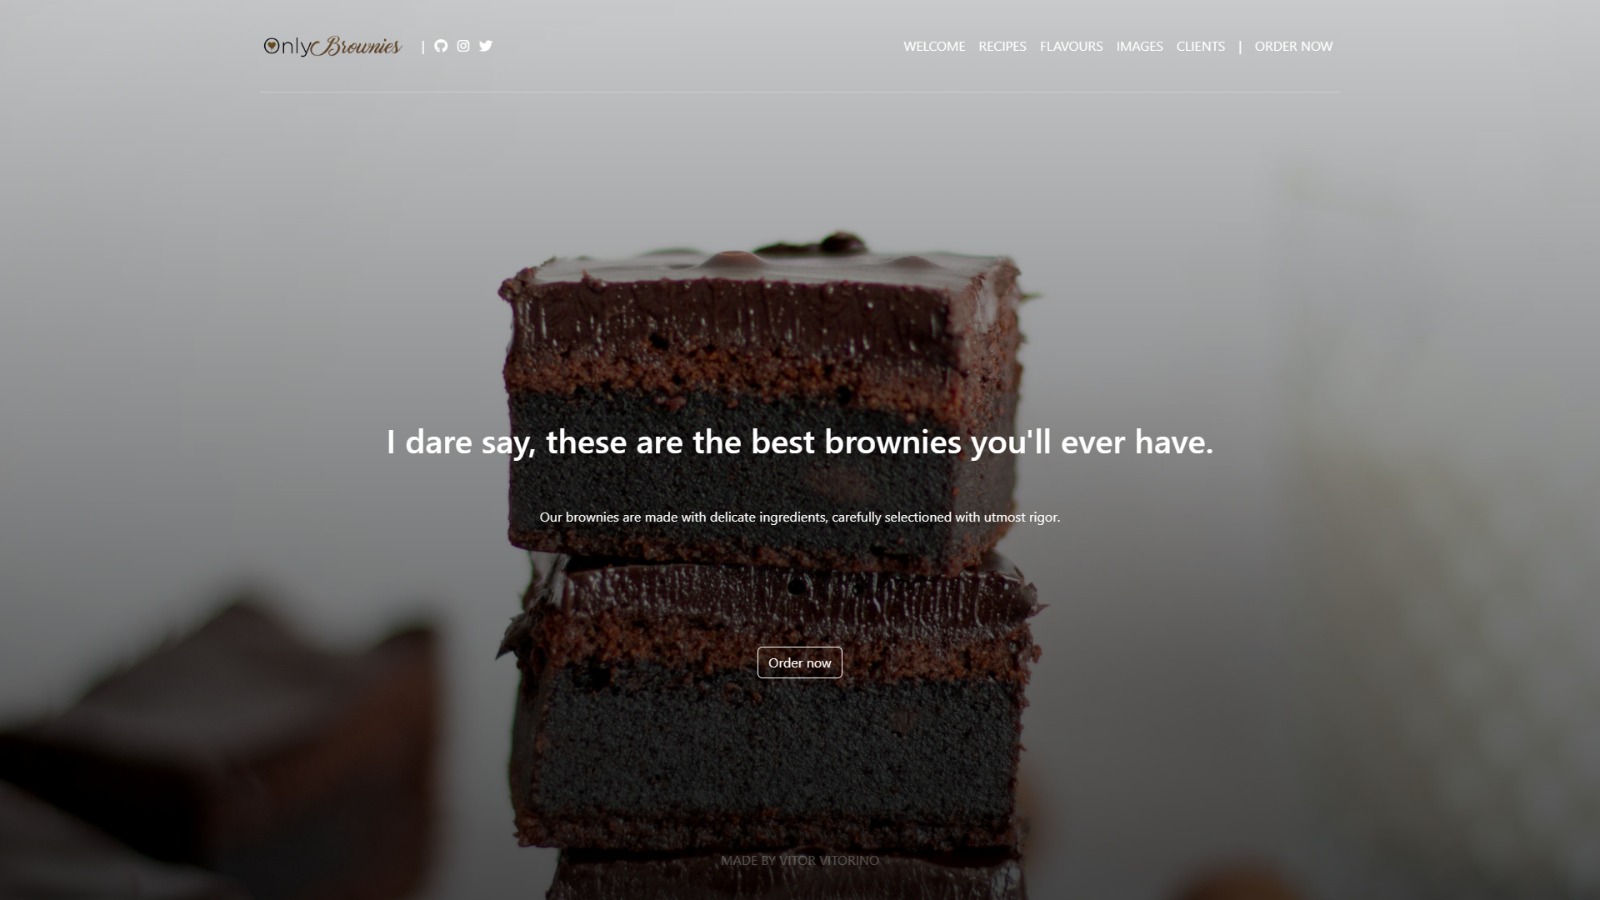 OnlyBrownies |
WELCOME RECIPES FLAVOURS IMAGES CLIENTS | ORDER NOW
I dare say, these are the best brownies you'll ever have.
Our brownies are made with delicate ingredients, carefully selectioned with utmost rigor.
Order now
MADE BY VITOR VITORINO